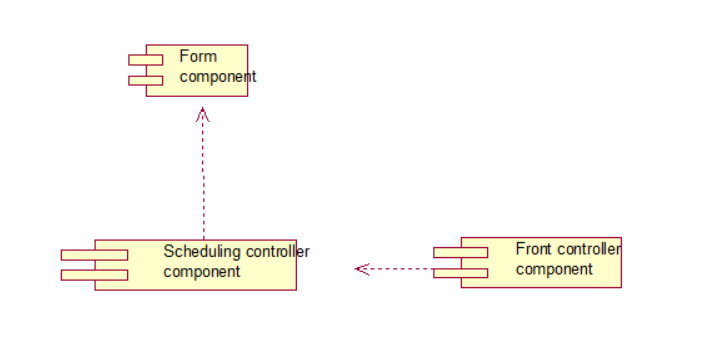 Form
component
Scheduling controller
component
Front controller
component